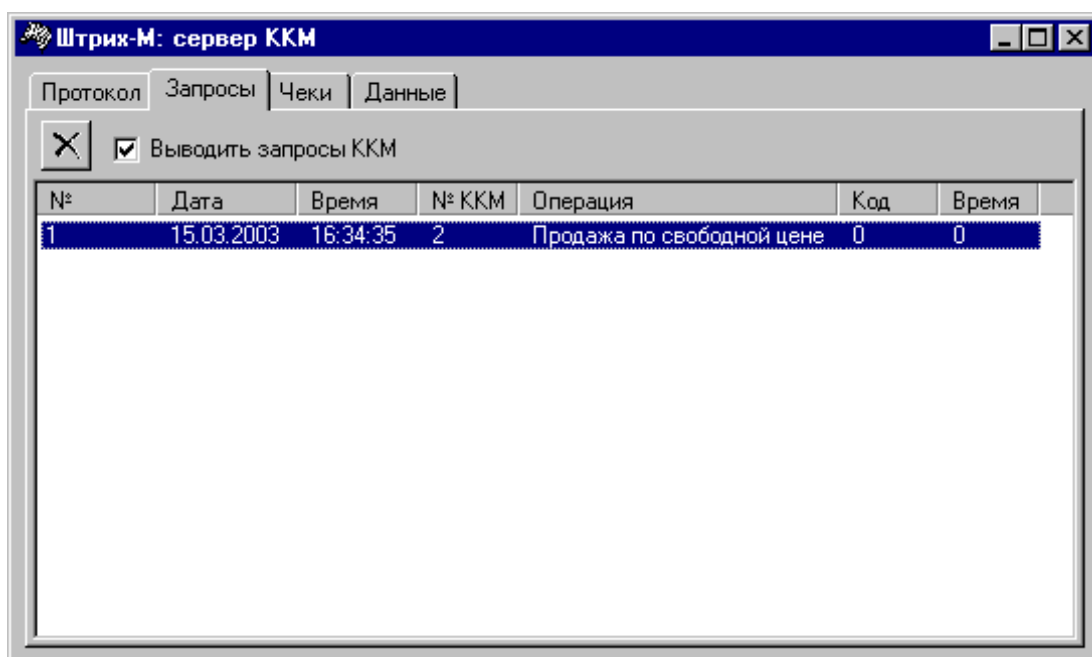 Штрих-М: сервер ККМ
Протокол Запросы Чеки Данные
Выводить запросы ККМ
№ Дата Время № ККМ Операция Код Время
1 15.03.2003 16:34:35 2 Продажа по свободной цене 0 0